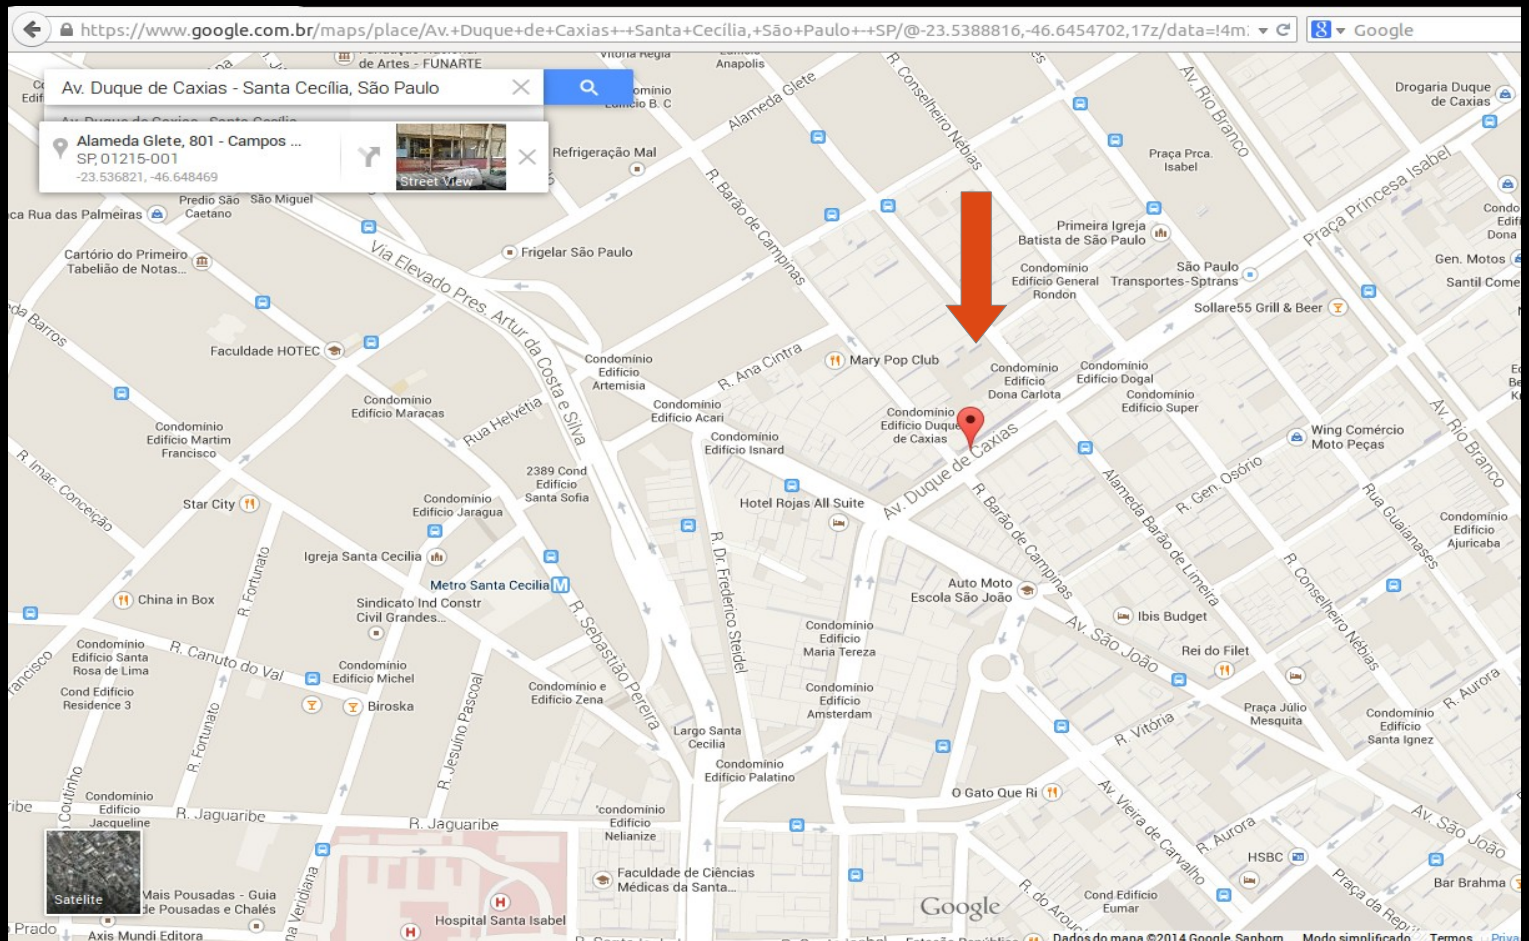 https://www.google.com.br/maps/place/Av.+Duque+de+Caxias+-+Santa+Cecília,+São+Paulo+-+SP/@-23.5388816,-46.6454702,17z/data=!4m
Google
de Artes - FUNARTE
Vitoria Regia
Anapolis
Av. Duque de Caxias - Santa Cecília, São Paulo
Alameda Glete, 801 - Campos ...
SP, 01215-001
-23.536821, -46.648469
Street View
Alameda Glete
R. Conselheiro Nébias
Av. Rio Branco
Drogaria Duque
de Caxias
Praça Prca.
Isabel
Praça Princesa Isabel
Refrigeração Mal
R. Barão de Campinas
Predio São
Caetano
São Miguel
ca Rua das Palmeiras
Cartório do Primeiro
Tabelião de Notas...
Frigelar São Paulo
Via Elevado Pres. Artur da Costa e Silva
Primeira Igreja
Batista de São Paulo
Condomínio
Edifício General
Rondon
São Paulo
Transportes-Sptrans
Gen. Motos
Santil Come
Sollare55 Grill & Beer
da Barros
Faculdade HOTEC
Condomínio
Edifício
Artemisia
R. Ana Cintra
Mary Pop Club
Condomínio
Edifício
Dona Carlota
Condomínio
Edifício Dogal
Condomínio
Edifício Super
Condomínio
Edifício Maracas
Rua Helvétia
Condomínio
Edifício Acari
Condomínio
Edifício Duque
de Caxias
Av. Duque de Caxias
Wing Comércio
Moto Peças
Av. Rio Branco
Condomínio
Edifício Martim
Francisco
Condomínio
Edifício Isnard
R. Imac. Conceição
2389 Cond
Edifício
Santa Sofia
Star City
Condomínio
Edifício Jaragua
Hotel Rojas All Suite
R. Barão de Campinas
Alameda Barão de Limeira
R. Gen. Osório
Rua Guaianases
Condomínio
Edifício
Ajuricaba
Igreja Santa Cecilia
R. Fortunato
R. Dr. Frederico Steidel
Metro Santa Cecilia
M
Auto Moto
Escola São João
R. Conselheiro Nébias
China in Box
Sindicato Ind Constr
Civil Grandes...
R. Sebastião Pereira
Ibis Budget
Condomínio
Edifício
Maria Tereza
Av. São João
Rei do Filet
Condomínio
Edifício Santa
Rosa de Lima
R. Canuto do Val
Condomínio
Edifício Michel
Cond Edifício
Residence 3
Condomínio e
Edifício Zena
Condomínio
Edifício
Amsterdam
R. Aurora
Biroska
R. Fortunato
R. Jesuíno Pascoal
Praça Júlio
Mesquita
Condomínio
Edifício
Santa Ignez
Largo Santa
Cecilia
R. Vitória
Condomínio
Edifício Palatino
Condomínio
Edifício
Jacqueline
R. Jaguaribe
R. Jaguaribe
'condomínio
Edifício
Nelianize
O Gato Que Ri
Av. Vieira de Carvalho
Av. São João
R. Aurora
HSBC
Satélite
Faculdade de Ciências
Médicas da Santa...
Bar Brahma
Mais Pousadas - Guia
de Pousadas e Chalés
Hospital Santa Isabel
Google
Cond Edifício
Eumar
Axis Mundi Editora
Dados do mapa ©2014 Google, Sanborn
Modo simplificado
Termos